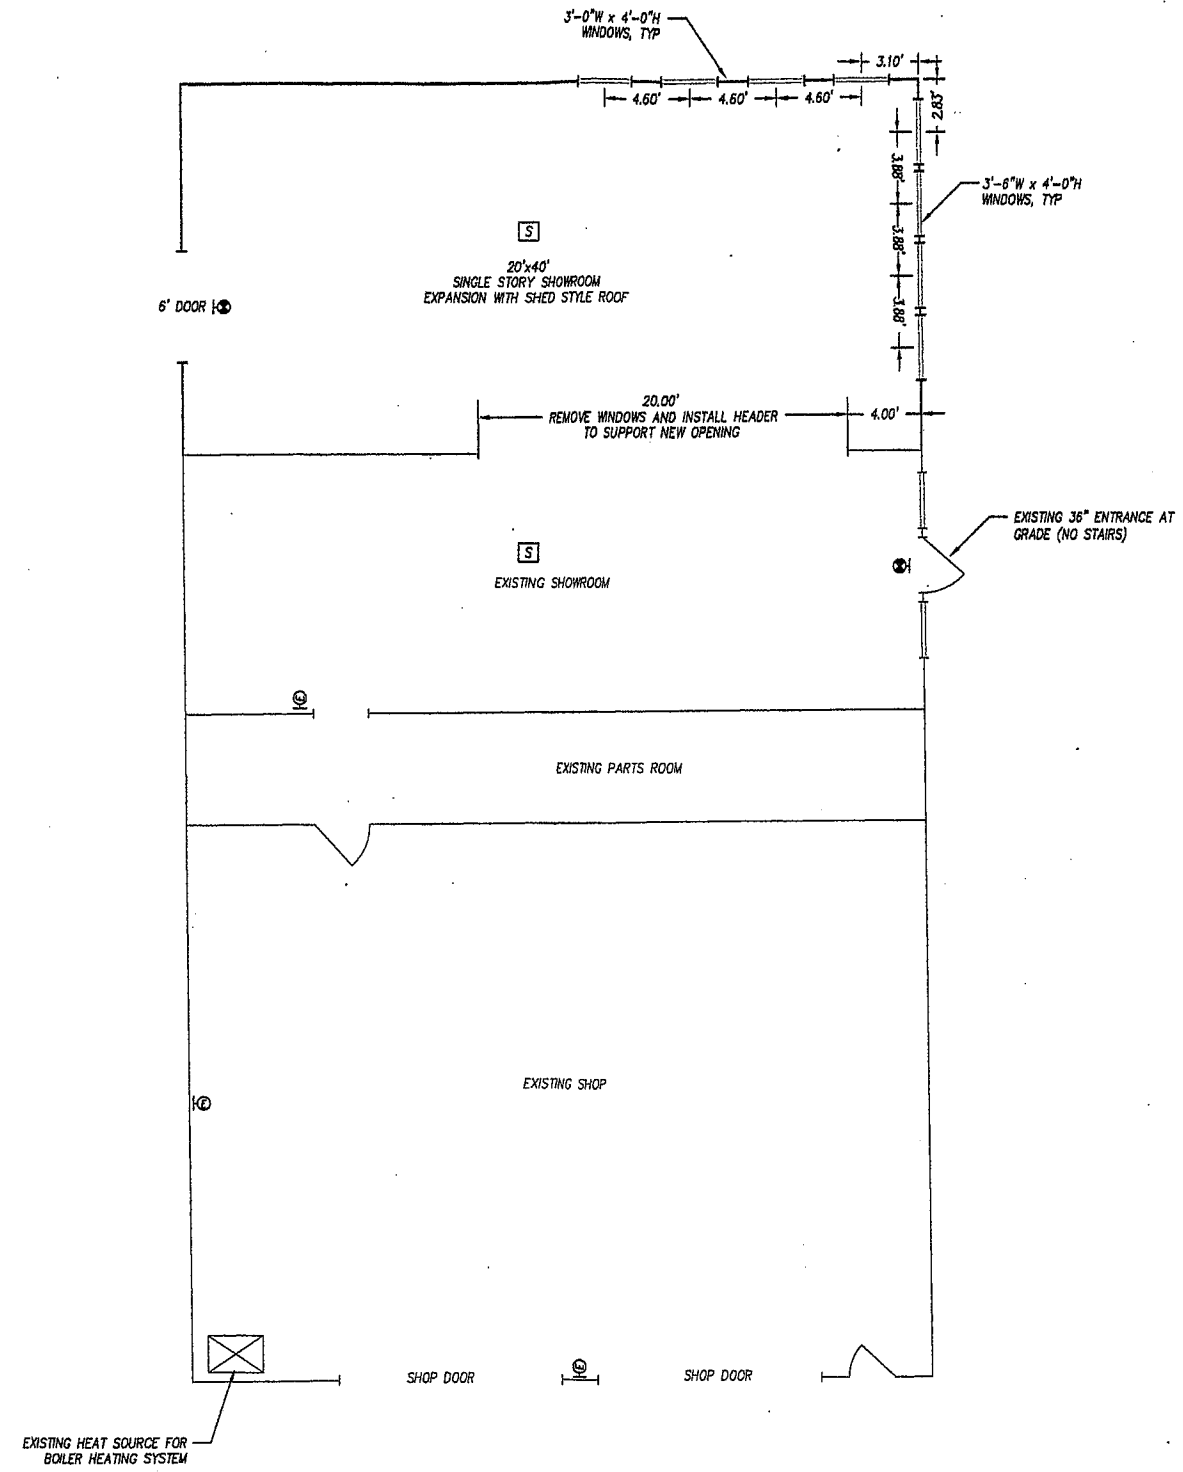 3'-0"W x 4'-0"H
WINDOWS, TYP
3.10'
4.60'
4.60'
4.60'
2.83'
3.88'
3.88'
3.88'
3'-6"W x 4'-0"H
WINDOWS, TYP
S
20'x40'
SINGLE STORY SHOWROOM
EXPANSION WITH SHED STYLE ROOF
6' DOOR
20.00'
REMOVE WINDOWS AND INSTALL HEADER
TO SUPPORT NEW OPENING
4.00'
EXISTING 36" ENTRANCE AT
GRADE (NO STAIRS)
S
EXISTING SHOWROOM
E
EXISTING PARTS ROOM
EXISTING SHOP
E
E
SHOP DOOR
SHOP DOOR
EXISTING HEAT SOURCE FOR
BOILER HEATING SYSTEM